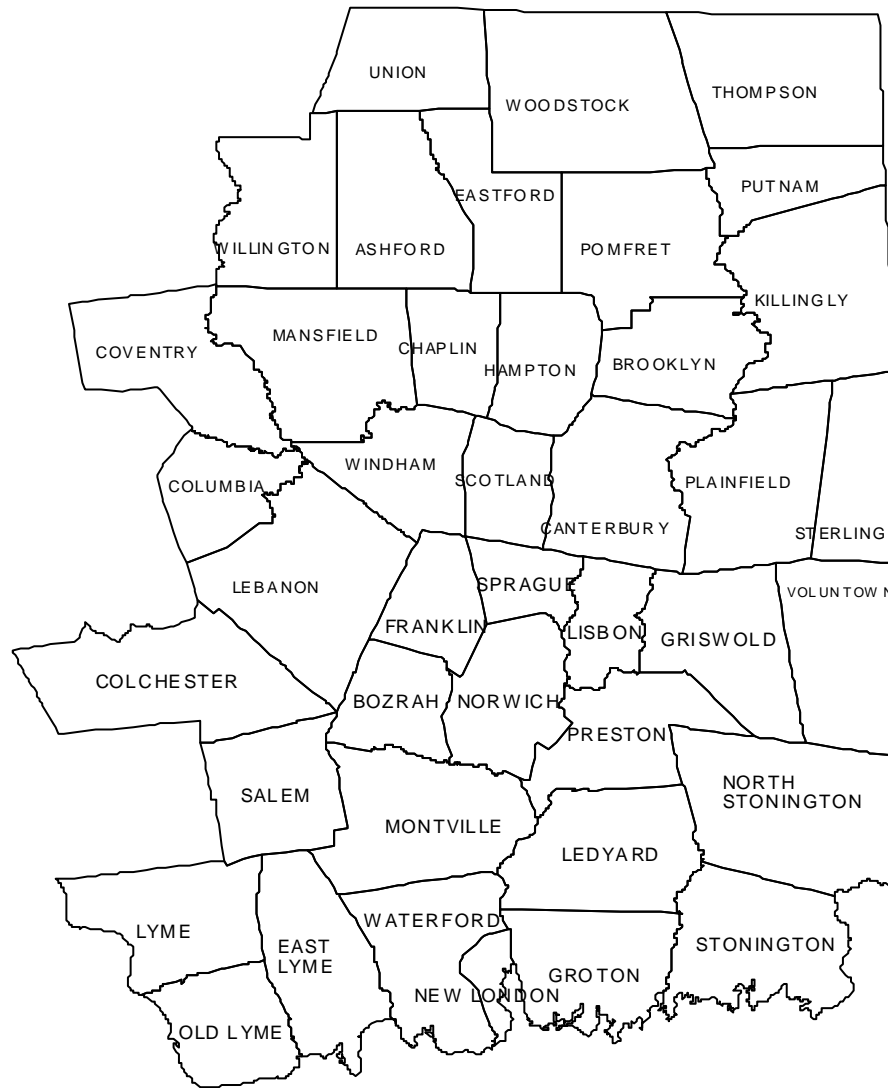 UNION
WOODSTOCK
THOMPSON
EASTFORD
PUTNAM
WILLINGTON
ASHFORD
POMFRET
KILLINGLY
COVENTRY
MANSFIELD
CHAPLIN
HAMPTON
BROOKLYN
COLUMBIA
WINDHAM
SCOTLAND
CANTERBURY
PLAINFIELD
STERLING
LEBANON
SPRAGUE
VOLUNTOWN
FRANKLIN
LISBON
GRISWOLD
COLCHESTER
BOZRAH
NORWICH
PRESTON
SALEM
MONTVILLE
NORTH
STONINGTON
LEDYARD
LYME
EAST
LYME
WATERFORD
STONINGTON
NEW LONDON
GROTON
OLD LYME